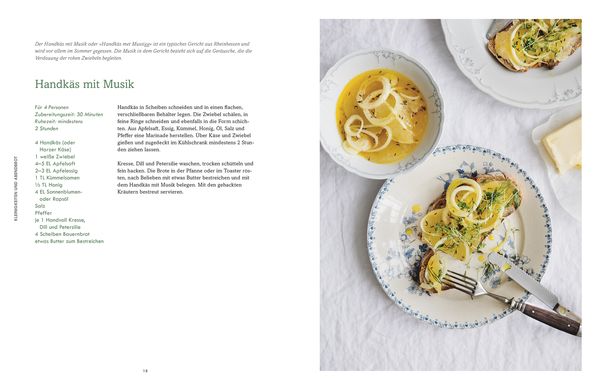 Der Handkäs mit Musik oder «Handkäs met Mussigg» ist ein typisches Gericht aus Rheinhessen und
wird vor allem im Sommer gegessen. Die Musik in dem Gericht bezieht sich auf die Geräusche, die die
Verdauung der rohen Zwiebeln begleiten.
Handkäs mit Musik
Für 4 Personen
Zubereitungszeit: 30 Minuten
Ruhezeit: mindestens
2 Stunden
4 Handkäs (oder
Harzer Käse)
1 weiße Zwiebel
4–5 EL Apfelsaft
2–3 EL Apfelessig
1 TL Kümmelsamen
½ TL Honig
4 EL Sonnenblumen-
oder Rapsöl
Salz
Pfeffer
je 1 Handvoll Kresse,
Dill und Petersilie
4 Scheiben Bauernbrot
etwas Butter zum Bestreichen
Handkäs in Scheiben schneiden und in einen flachen,
verschließbaren Behälter legen. Die Zwiebel schälen, in
feine Ringe schneiden und ebenfalls in die Form schich-
ten. Aus Apfelsaft, Essig, Kümmel, Honig, Öl, Salz und
Pfeffer eine Marinade herstellen. Über Käse und Zwiebel
gießen und zugedeckt im Kühlschrank mindestens 2 Stun-
den ziehen lassen.
Kresse, Dill und Petersilie waschen, trocken schütteln und
fein hacken. Die Brote in der Pfanne oder im Toaster rös-
ten, nach Belieben mit etwas Butter bestreichen und mit
dem Handkäs mit Musik belegen. Mit den gehackten
Kräutern bestreut servieren.
KLEINIGKEITEN UND ABENDBROT
18